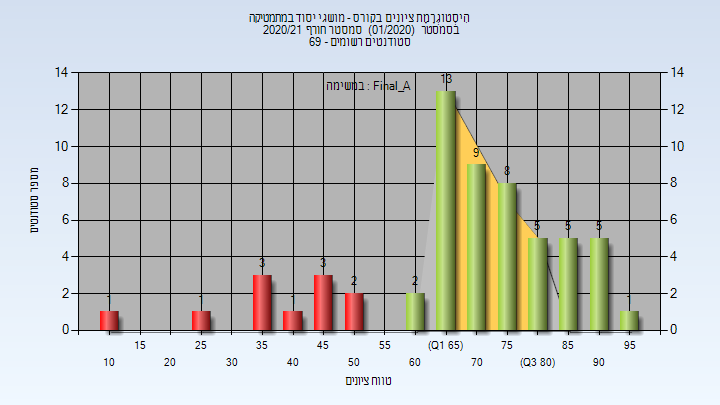 היסטוגרמת ציונים בקורס - מושגי יסוד במתמטיקה
בסמסטר (01/2020) סמסטר חורף 2020/21
סטודנטים רשומים - 69
במשימה : Final_A
14 14
12 12
10 10
8 8
6 6
4 4
2 2
0 0
1 1 3 1 3 2 2 13 9 8 5 5 5 1
מספר סטודנטים
15 25 35 45 55 (Q1 65) 75 85 95
10 20 30 40 50 60 70 (Q3 80) 90
טווח ציונים